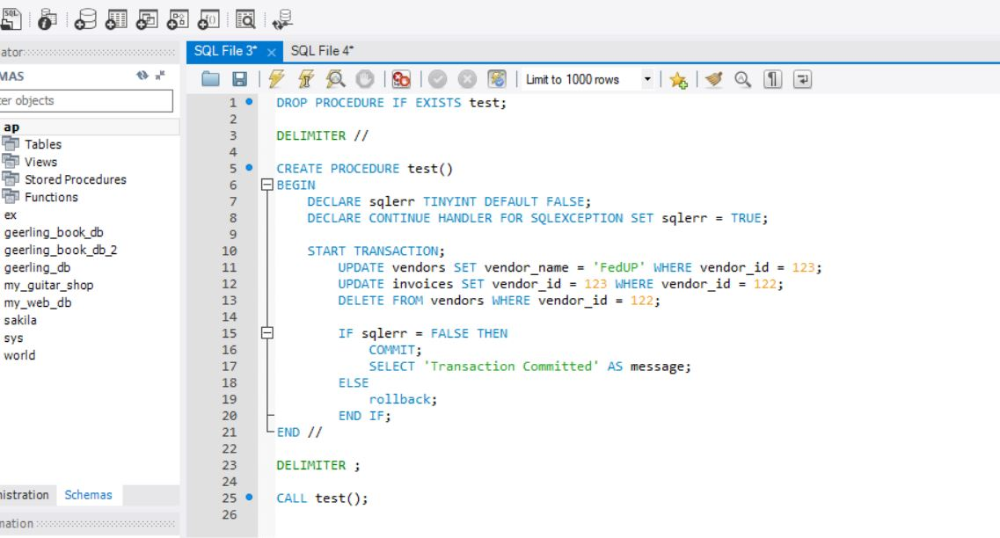 SQL
SQL File 3* ×
SQL File 4*
ator
MAS
er objects
Limit to 1000 rows
ap
Tables
Views
Stored Procedures
Functions
ex
geerling_book_db
geerling_book_db_2
geerling_db
my_guitar_shop
my_web_db
sakila
sys
world
nistration
Schemas
mation
1 DROP PROCEDURE IF EXISTS test;
2
3 DELIMITER //
4
5 CREATE PROCEDURE test()
6 BEGIN
7 DECLARE sqlerr TINYINT DEFAULT FALSE;
8 DECLARE CONTINUE HANDLER FOR SQLEXCEPTION SET sqlerr = TRUE;
9
10 START TRANSACTION;
11 UPDATE vendors SET vendor_name = 'FedUP' WHERE vendor_id = 123;
12 UPDATE invoices SET vendor_id = 123 WHERE vendor_id = 122;
13 DELETE FROM vendors WHERE vendor_id = 122;
14
15 IF sqlerr = FALSE THEN
16 COMMIT;
17 SELECT 'Transaction Committed' AS message;
18 ELSE
19 rollback;
20 END IF;
21 END //
22
23 DELIMITER ;
24
25 CALL test();
26